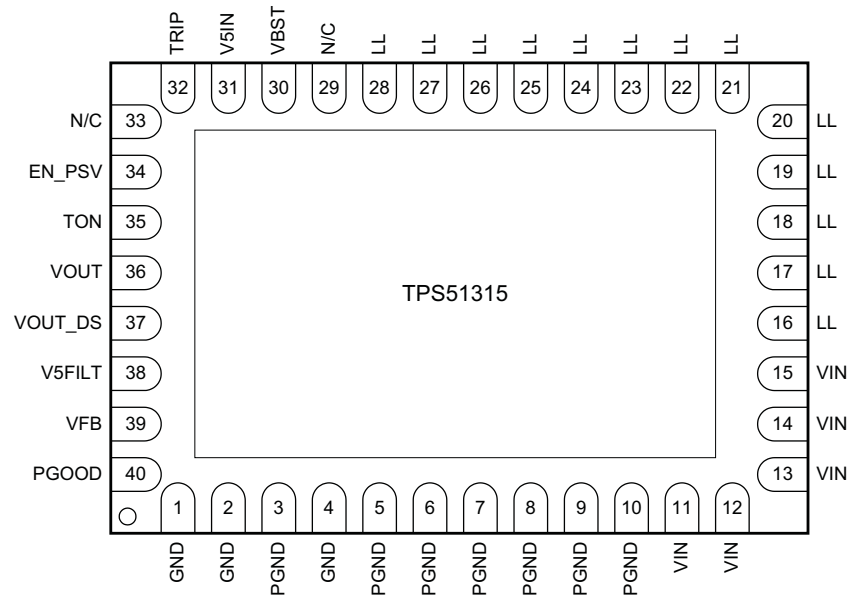 TRIP V5IN VBST N/C LL LL LL LL LL LL LL LL
32 31 30 29 28 27 26 25 24 23 22 21
N/C 33 20 LL
EN_PSV 34 19 LL
TON 35 18 LL
VOUT 36 17 LL
TPS51315
VOUT_DS 37 16 LL
V5FILT 38 15 VIN
VFB 39 14 VIN
PGOOD 40 13 VIN
1 2 3 4 5 6 7 8 9 10 11 12
GND GND PGND GND PGND PGND PGND PGND PGND PGND VIN VIN